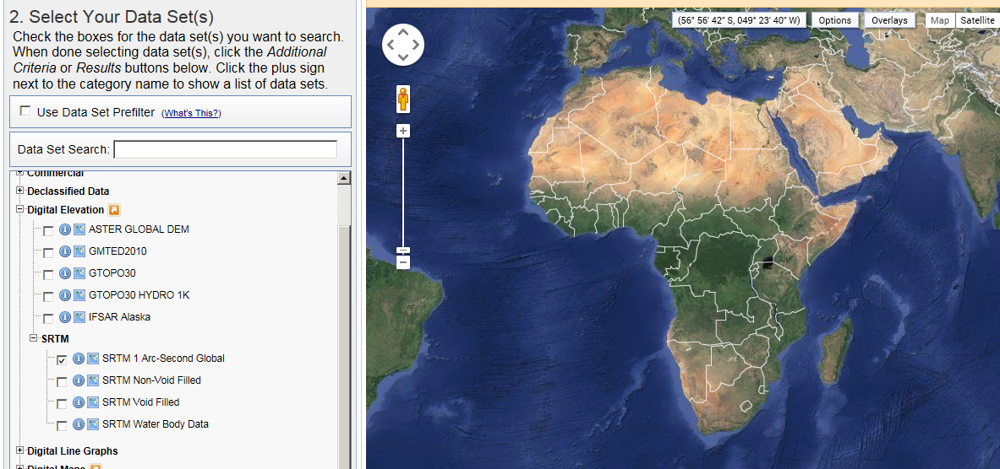 2. Select Your Data Set(s)
Check the boxes for the data set(s) you want to search.
When done selecting data set(s), click the Additional
Criteria or Results buttons below. Click the plus sign
next to the category name to show a list of data sets.
Use Data Set Prefilter (What's This?)
Data Set Search:
Commercial
Declassified Data
Digital Elevation
ASTER GLOBAL DEM
GMTED2010
GTOPO30
GTOPO30 HYDRO 1K
IFSAR Alaska
SRTM
SRTM 1 Arc-Second Global
SRTM Non-Void Filled
SRTM Void Filled
SRTM Water Body Data
Digital Line Graphs
Digital Maps
(56° 56' 42" S, 049° 23' 40" W) Options Overlays Map Satellite